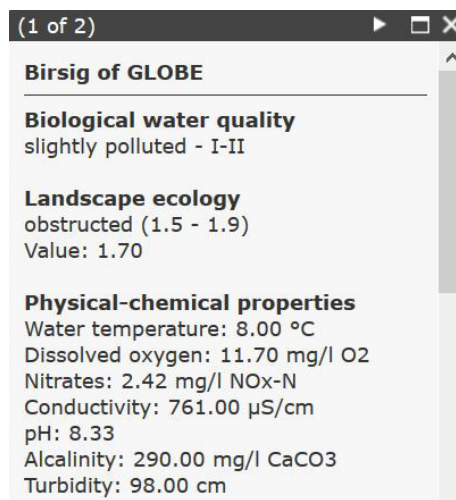 (1 of 2)
Birsig of GLOBE
Biological water quality
slightly polluted - I-II
Landscape ecology
obstructed (1.5 - 1.9)
Value: 1.70
Physical-chemical properties
Water temperature: 8.00 °C
Dissolved oxygen: 11.70 mg/l O2
Nitrates: 2.42 mg/l NOx-N
Conductivity: 761.00 µS/cm
pH: 8.33
Alcalinity: 290.00 mg/l CaCO3
Turbidity: 98.00 cm